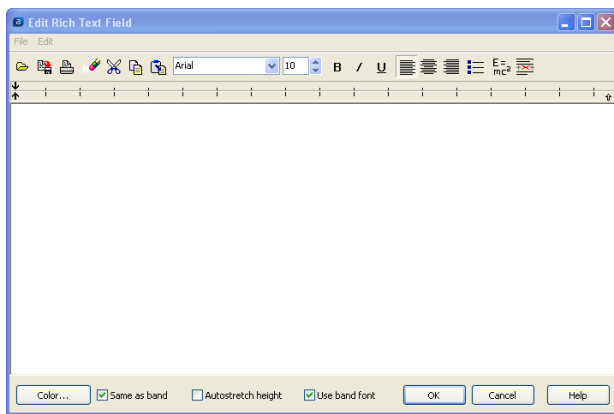 a Edit Rich Text Field
File Edit
Arial 10 B I U E= mc²
Color... Same as band Autostretch height Use band font OK Cancel Help